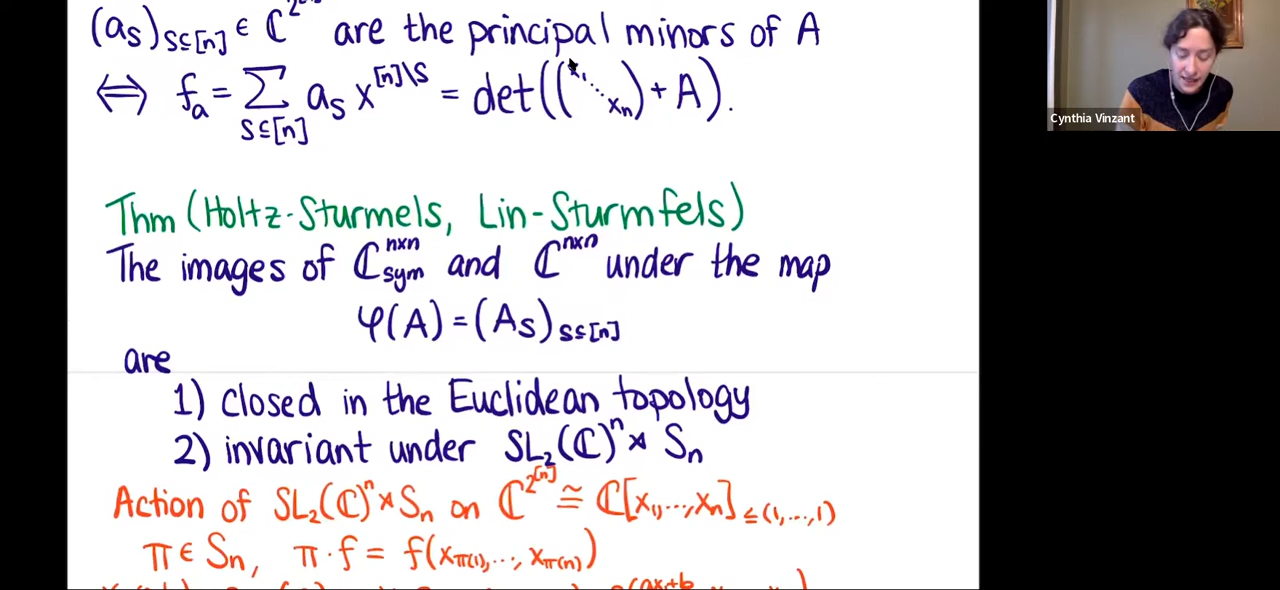 (a_S)_{S⊆[n]} ∈ ℂ^{2^{[n]}} are the principal minors of A
⟺ f_a = Σ_{S⊆[n]} a_S x^{[n]\S} = det((x_1 ⋱ x_n) + A).
Thm (Holtz-Sturmels, Lin-Sturmfels)
The images of ℂ^{n×n}_{sym} and ℂ^{n×n} under the map
φ(A) = (A_S)_{S⊆[n]}
are
1) closed in the Euclidean topology
2) invariant under SL_2(ℂ)^n ⋊ S_n
Action of SL_2(ℂ)^n ⋊ S_n on ℂ^{2^{[n]}} ≅ ℂ[x_1,...,x_n]_{≤(1,...,1)}
π ∈ S_n, π·f = f(x_{π(1)},..., x_{π(n)})
Cynthia Vinzant